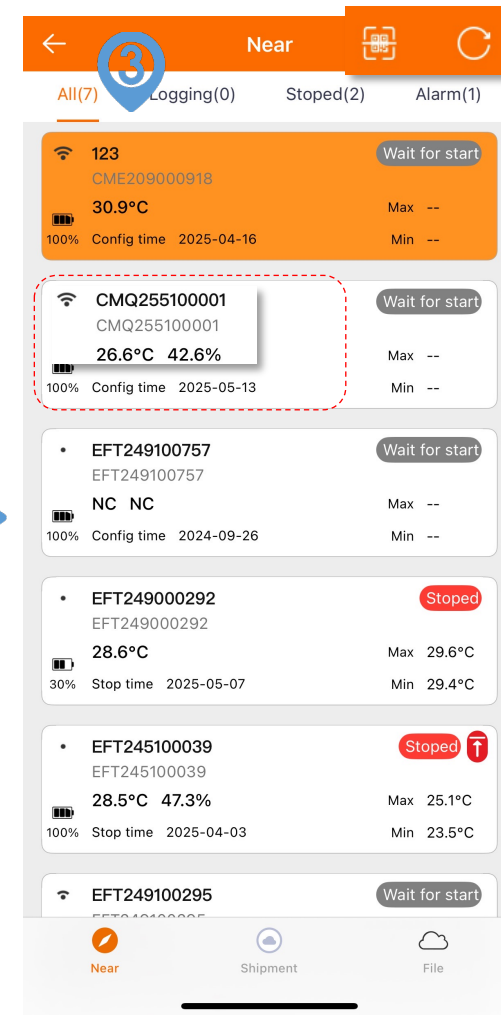 Near
3
All(7) Logging(0) Stoped(2) Alarm(1)
123 Wait for start
CME209000918
30.9°C Max --
100% Config time 2025-04-16 Min --
CMQ255100001 Wait for start
CMQ255100001
26.6°C 42.6% Max --
100% Config time 2025-05-13 Min --
EFT249100757 Wait for start
EFT249100757
NC NC Max --
100% Config time 2024-09-26 Min --
EFT249000292 Stoped
EFT249000292
28.6°C Max 29.6°C
30% Stop time 2025-05-07 Min 29.4°C
EFT245100039 Stoped
EFT245100039
28.5°C 47.3% Max 25.1°C
100% Stop time 2025-04-03 Min 23.5°C
EFT249100295 Wait for start
EFT249100295
Near Shipment File